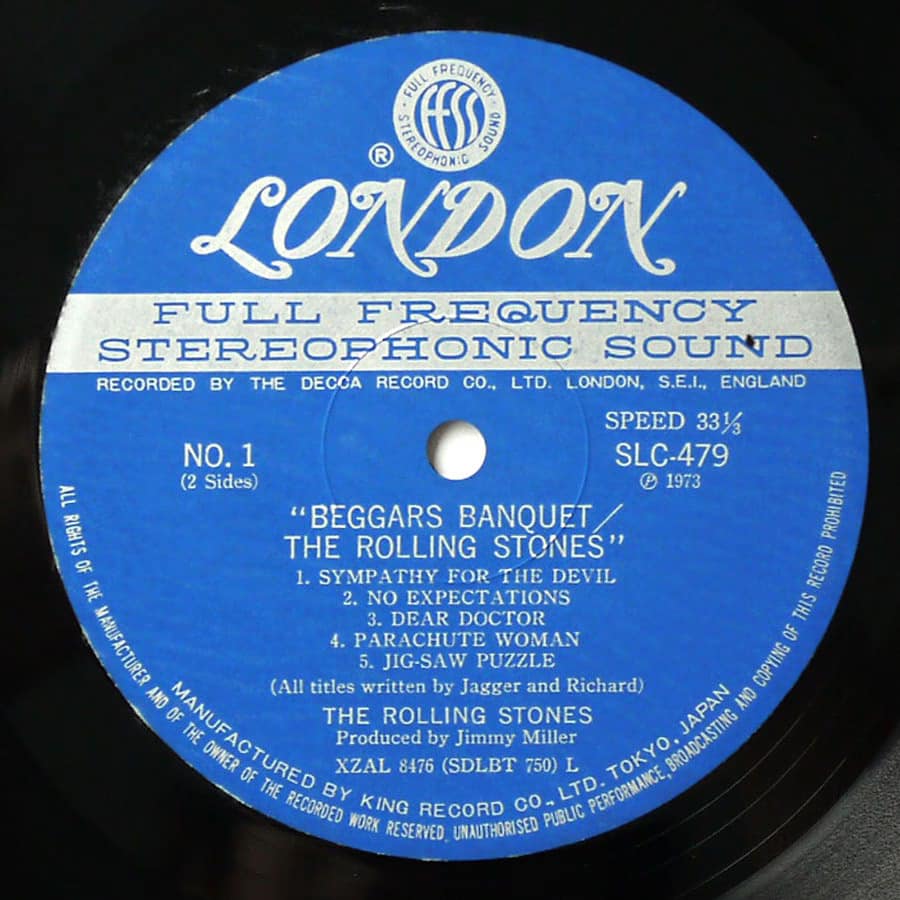 FULL FREQUENCY STEREOPHONIC SOUND
FFSS
®
LONDON
FULL FREQUENCY
STEREOPHONIC SOUND
RECORDED BY THE DECCA RECORD CO., LTD. LONDON, S.E.I., ENGLAND
SPEED 33⅓
NO. 1
SLC-479
(2 Sides)
℗ 1973
"BEGGARS BANQUET /
THE ROLLING STONES"
1. SYMPATHY FOR THE DEVIL
2. NO EXPECTATIONS
3. DEAR DOCTOR
4. PARACHUTE WOMAN
5. JIG-SAW PUZZLE
(All titles written by Jagger and Richard)
THE ROLLING STONES
Produced by Jimmy Miller
XZAL 8476 (SDLBT 750) L
MANUFACTURED BY KING RECORD CO., LTD. TOKYO, JAPAN
ALL RIGHTS OF THE MANUFACTURER AND OF THE OWNER OF THE RECORDED WORK RESERVED. UNAUTHORISED PUBLIC PERFORMANCE, BROADCASTING AND COPYING OF THIS RECORD PROHIBITED